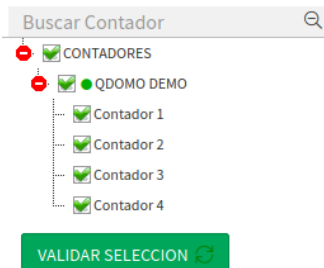 Buscar Contador
CONTADORES
QDOMO DEMO
Contador 1
Contador 2
Contador 3
Contador 4
VALIDAR SELECCION